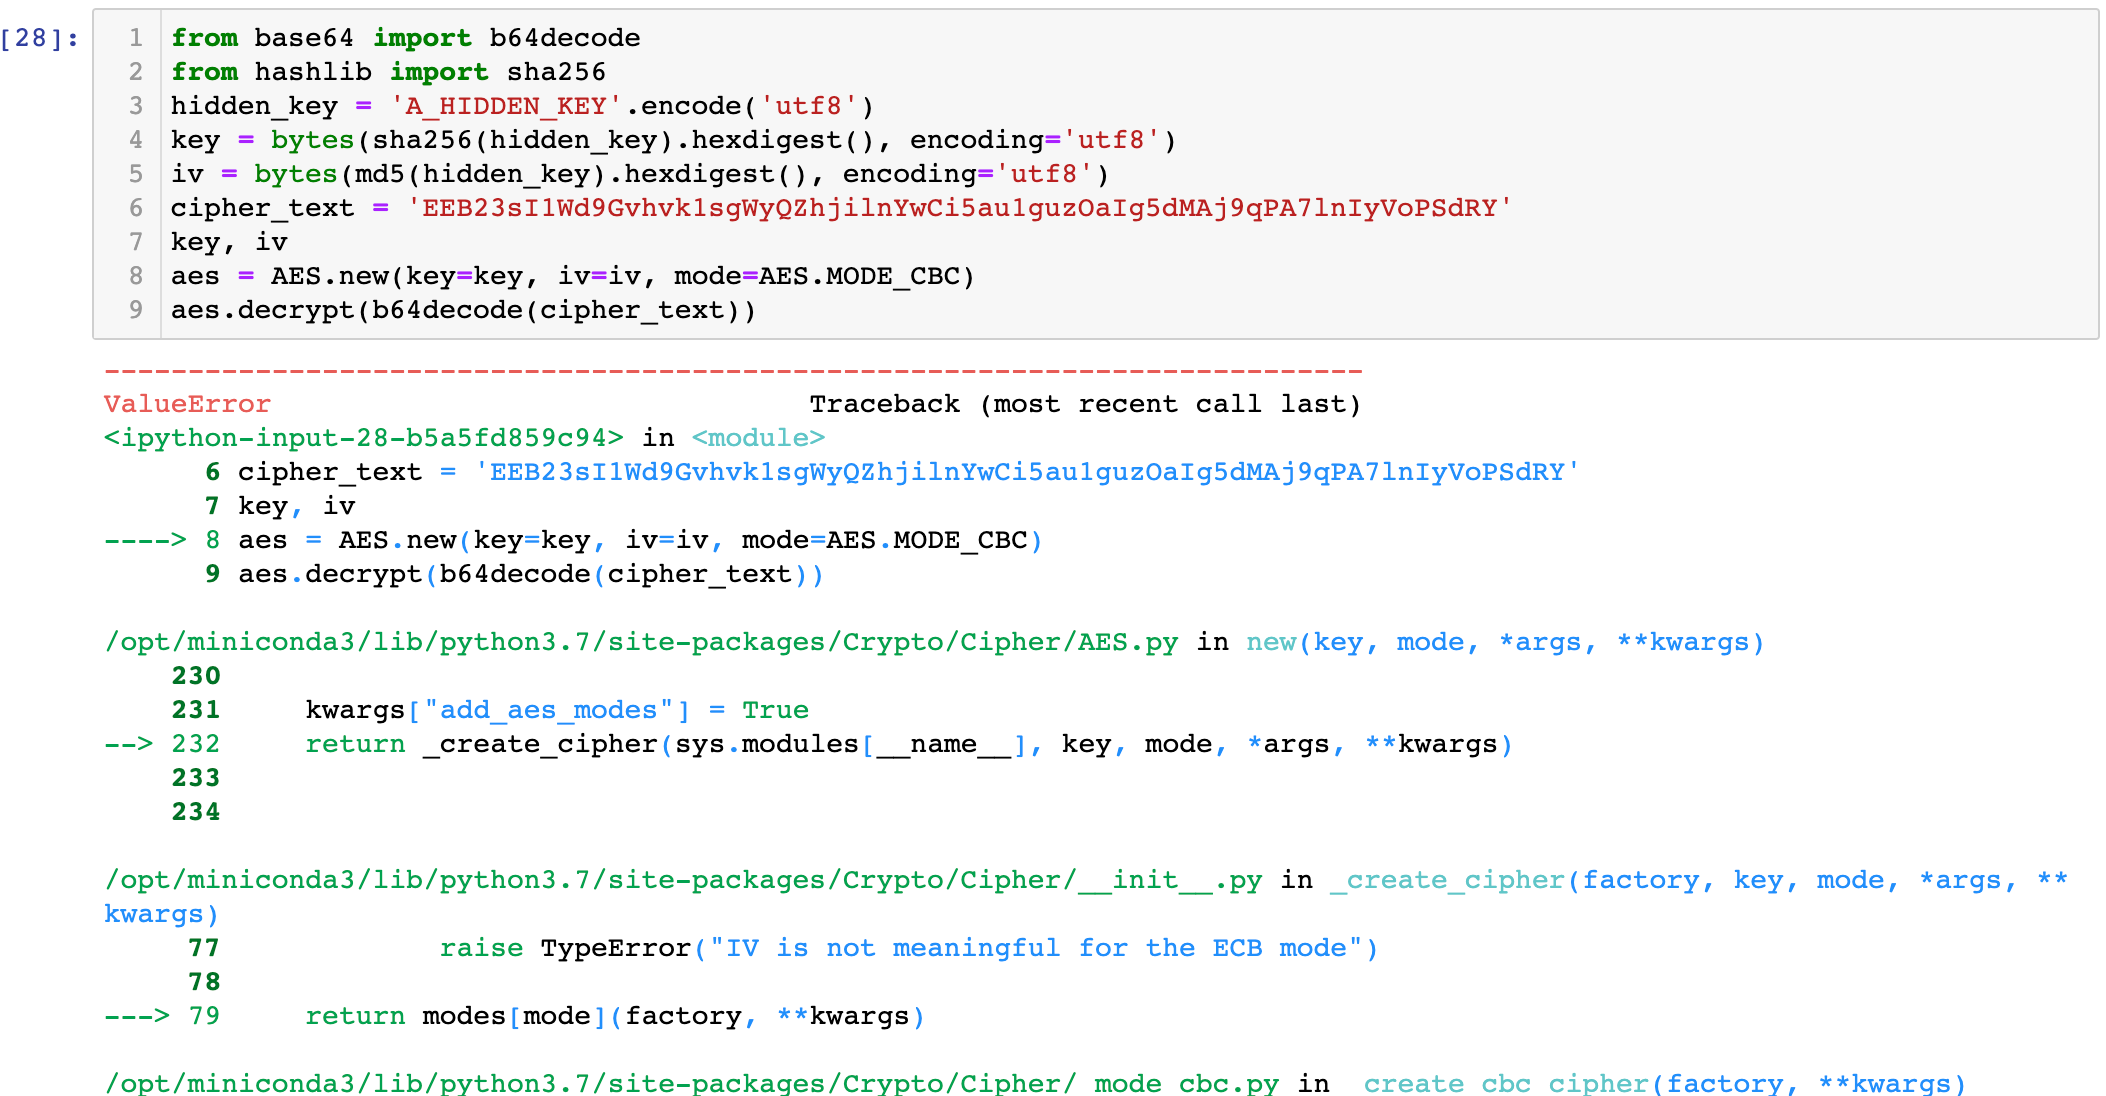 [28]:
1 from base64 import b64decode
2 from hashlib import sha256
3 hidden_key = 'A_HIDDEN_KEY'.encode('utf8')
4 key = bytes(sha256(hidden_key).hexdigest(), encoding='utf8')
5 iv = bytes(md5(hidden_key).hexdigest(), encoding='utf8')
6 cipher_text = 'EEB23sI1Wd9Gvhvk1sgWyQZhjilnYwCi5au1guzOaIg5dMAj9qPA7lnIyVoPSdRY'
7 key, iv
8 aes = AES.new(key=key, iv=iv, mode=AES.MODE_CBC)
9 aes.decrypt(b64decode(cipher_text))
---------------------------------------------------------------------------
ValueError                                Traceback (most recent call last)
<ipython-input-28-b5a5fd859c94> in <module>
      6 cipher_text = 'EEB23sI1Wd9Gvhvk1sgWyQZhjilnYwCi5au1guzOaIg5dMAj9qPA7lnIyVoPSdRY'
      7 key, iv
----> 8 aes = AES.new(key=key, iv=iv, mode=AES.MODE_CBC)
      9 aes.decrypt(b64decode(cipher_text))
/opt/miniconda3/lib/python3.7/site-packages/Crypto/Cipher/AES.py in new(key, mode, *args, **kwargs)
    230
    231     kwargs["add_aes_modes"] = True
--> 232     return _create_cipher(sys.modules[__name__], key, mode, *args, **kwargs)
    233
    234
/opt/miniconda3/lib/python3.7/site-packages/Crypto/Cipher/__init__.py in _create_cipher(factory, key, mode, *args, **
kwargs)
     77             raise TypeError("IV is not meaningful for the ECB mode")
     78
---> 79     return modes[mode](factory, **kwargs)
/opt/miniconda3/lib/python3.7/site-packages/Crypto/Cipher/_mode_cbc.py in _create_cbc_cipher(factory, **kwargs)